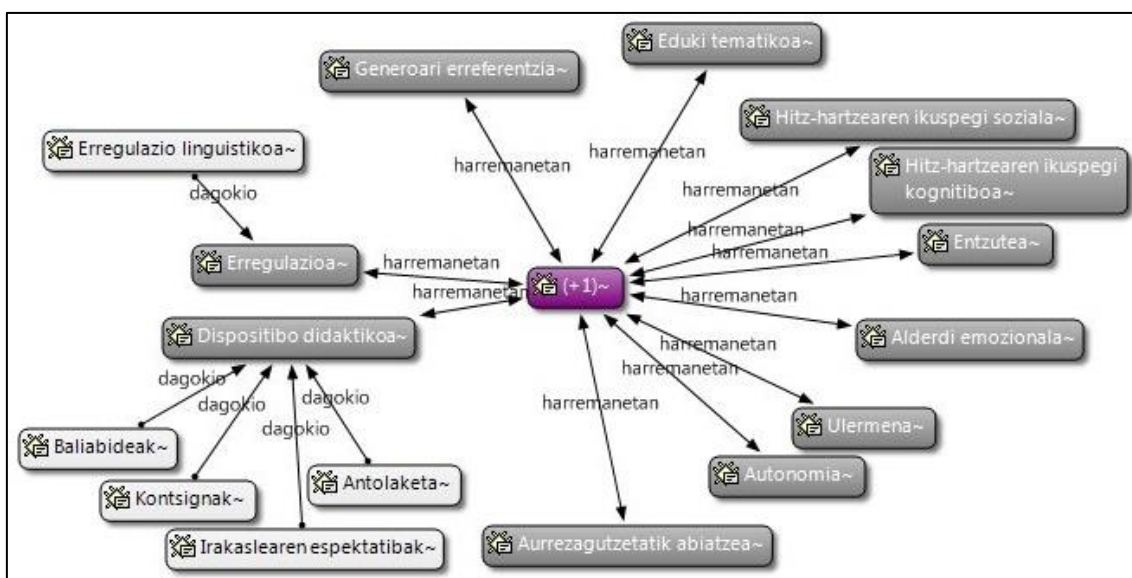 Eduki tematikoa~
Generoari erreferentzia~
Hitz-hartzearen ikuspegi soziala~
Erregulazio linguistikoa~
harremanetan
harremanetan
Hitz-hartzearen ikuspegi
kognitiboa~
harremanetan
dagokio
harremanetan
Entzutea~
harremanetan
Erregulazioa~
harremanetan
(+1)~
harremanetan
harremanetan
Dispositibo didaktikoa~
Alderdi emozionala~
harremanetan
harremanetan
dagokio
dagokio
dagokio
dagokio
harremanetan
Ulermena~
Baliabideak~
Autonomia~
Antolaketa~
Kontsignak~
Irakaslearen espektatibak~
Aurrezagutzetatik abiatzea~